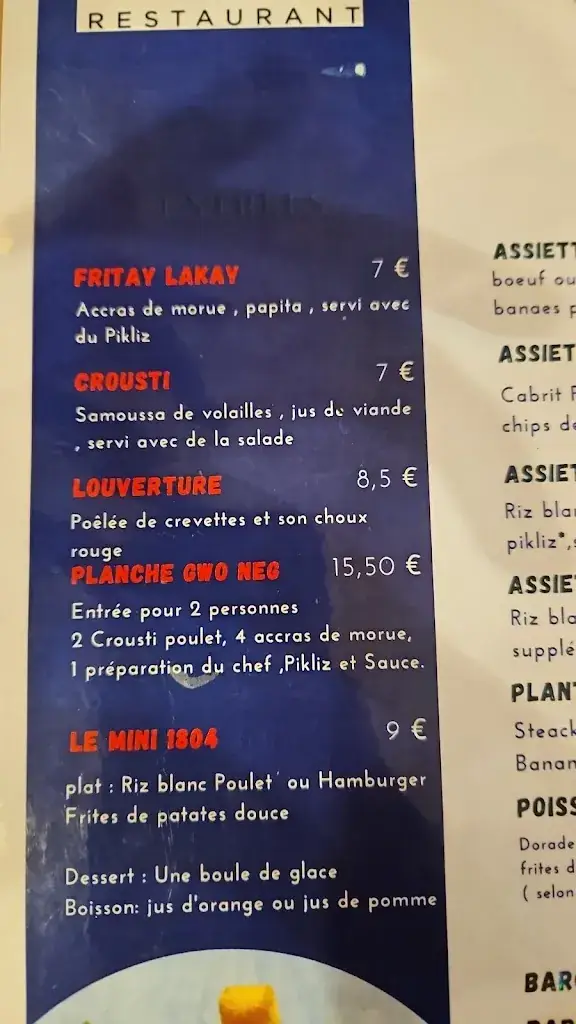 RESTAURANT
ENTREES
FRITAY LAKAY 7 €
Accras de morue , papita , servi avec
du Pikliz
CROUSTI 7 €
Samoussa de volailles , jus de viande
, servi avec de la salade
LOUVERTURE 8,5 €
Poêlée de crevettes et son choux
rouge
PLANCHE GWO NEG 15,50 €
Entrée pour 2 personnes
2 Crousti poulet, 4 accras de morue,
1 préparation du chef ,Pikliz et Sauce.
LE MINI 1804 9 €
plat : Riz blanc Poulet ou Hamburger
Frites de patates douce
Dessert : Une boule de glace
Boisson: jus d'orange ou jus de pomme
ASSIETT
boeuf ou
banaes p
ASSIET
Cabrit
chips de
ASSIET
Riz blan
pikliz*,s
ASSIE
Riz bla
supplé
PLANT
Steack
Banan
POISS
Dorade
frites d
( selon
BAR